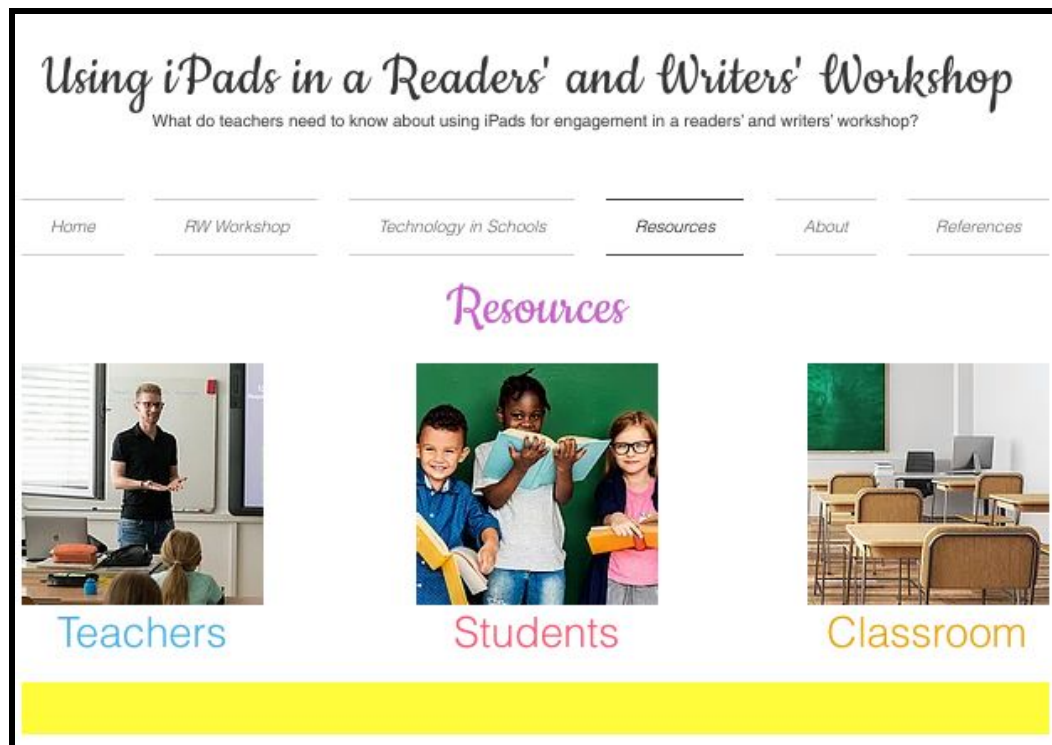 Using iPads in a Readers' and Writers' Workshop
What do teachers need to know about using iPads for engagement in a readers' and writers' workshop?
Home RW Workshop Technology in Schools Resources About References
Resources
Teachers Students Classroom